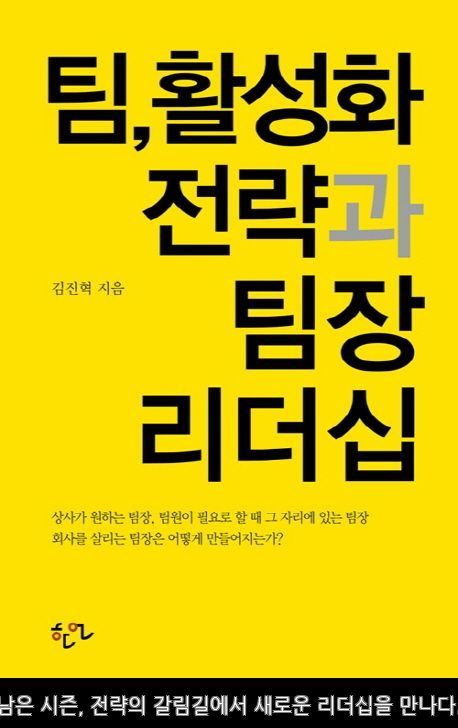 팀,활성화
전략과
김진혁 지음
팀장
리더십
상사가 원하는 팀장, 팀원이 필요로 할 때 그 자리에 있는 팀장
회사를 살리는 팀장은 어떻게 만들어지는가?
한언
남은 시즌, 전략의 갈림길에서 새로운 리더십을 만나다.